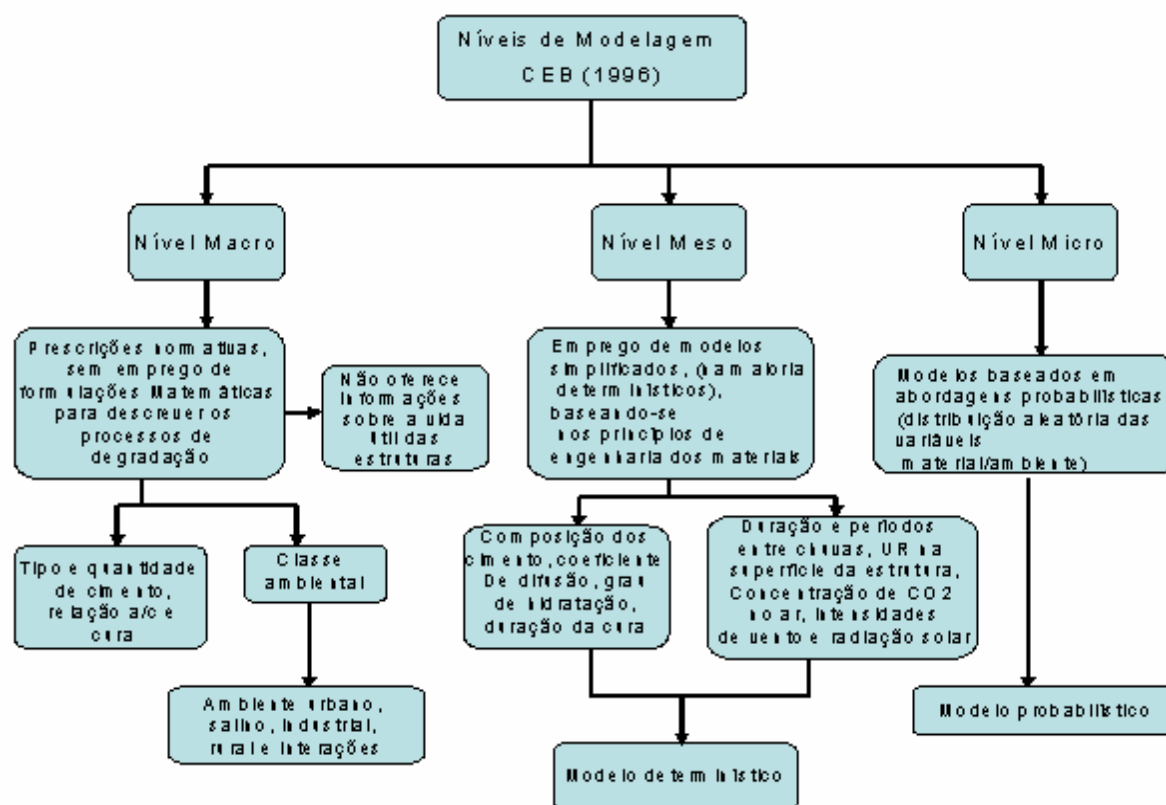 Níveis de Modelagem
CEB (1996)
Nível Macro
Nível Meso
Nível Micro
Prescrições normativas,
sem emprego de
formulações Matemáticas
para descrever os
processos de
degradação
Não oferece
informações
sobre a vida
útil das
estruturas
Emprego de modelos
simplificados, (na maioria
determinísticos),
baseando-se
nos princípios de
engenharia dos materiais
Modelos baseados em
abordagens probabilísticas
(distribuição aleatória das
variáveis
material/ambiente)
Tipo e quantidade
de cimento,
relação a/c e
cura
Classe
ambiental
Composição dos
cimento, coeficiente
De difusão, grau
de hidratação,
duração da cura
Duração e períodos
entre chuvas, UR na
superfície da estrutura,
Concentração de CO2
no ar, intensidades
de vento e radiação solar
Ambiente urbano,
salino, industrial,
rural e interações
Modelo determinístico
Modelo probabilístico